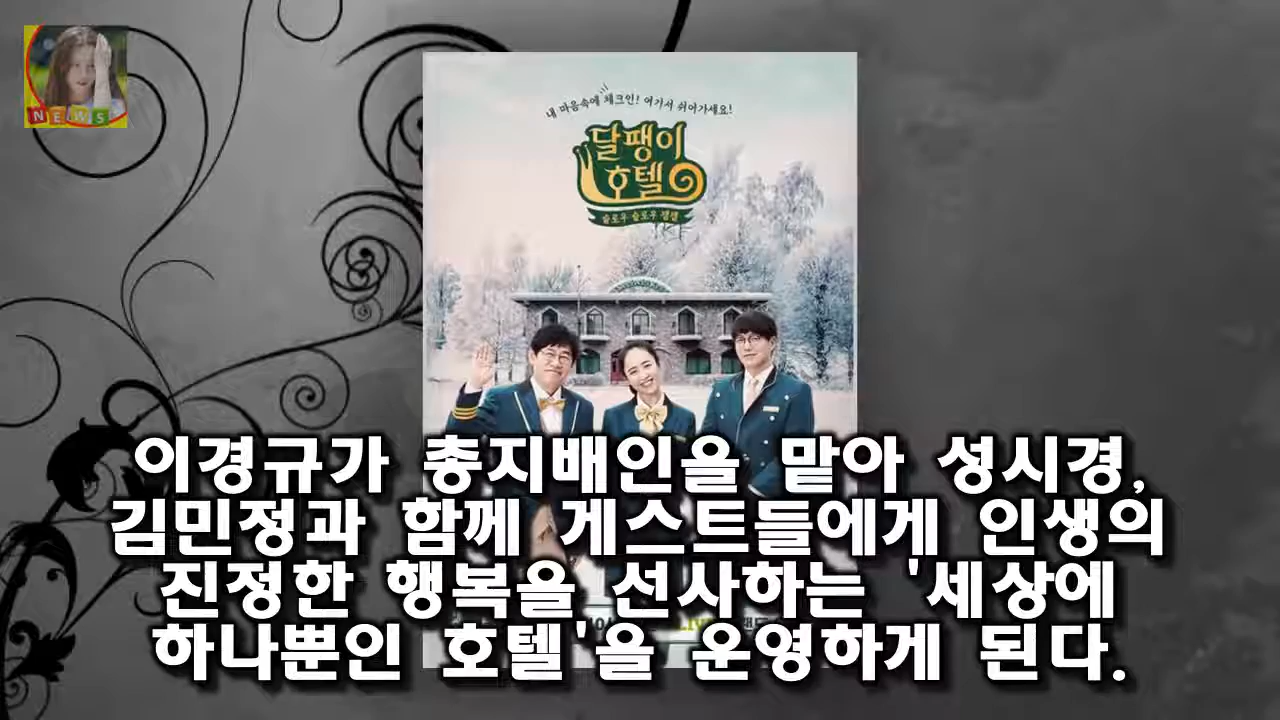 NEWS
내 마음속에 체크인! 여기서 쉬어가세요!
달팽이
호텔
슬로우 슬로우 잼잼
이경규가 총지배인을 맡아 성시경,
김민정과 함께 게스트들에게 인생의
진정한 행복을 선사하는 '세상에
하나뿐인 호텔'을 운영하게 된다.